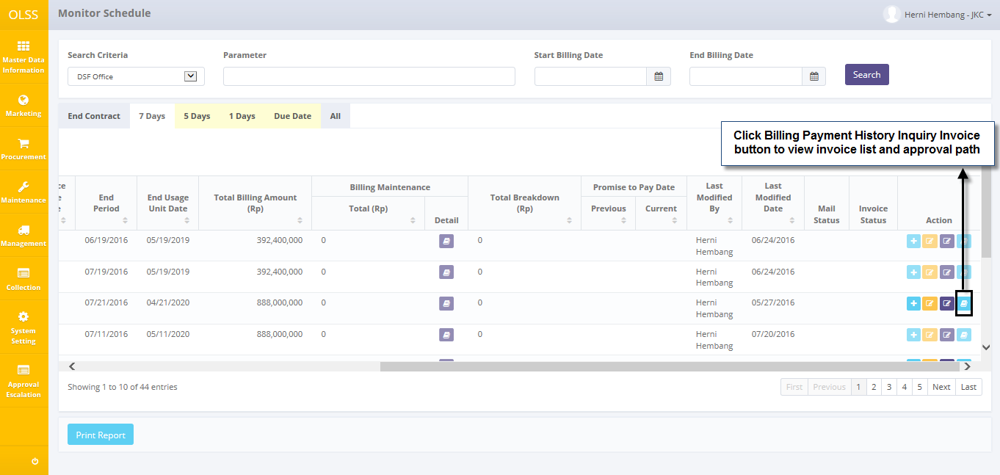 OLSS
Monitor Schedule
Herni Hembang - JKC
Master Data
Information
Marketing
Procurement
Maintenance
Management
Collection
System
Setting
Approval
Escalation
Search Criteria
Parameter
Start Billing Date
End Biliing Date
DSF Office
Search
End Contract
7 Days
5 Days
1 Days
Due Date
All
Click Billing Payment History Inquiry Invoice
button to view invoice list and approval path
ce
e
e
End
Period
End Usage
Unit Date
Total Billing Amount
(Rp)
Billing Maintenance
Total (Rp)
Detail
Total Breakdown
(Rp)
Promise to Pay Date
Previous
Current
Last
Modified
By
Last
Modified
Date
Mail
Status
Invoice
Status
Action
06/19/2016 05/19/2019 392,400,000 0 0 Herni 06/24/2016
Hembang
07/19/2016 05/19/2019 392,400,000 0 0 Herni 06/24/2016
Hembang
07/21/2016 04/21/2020 888,000,000 0 0 Herni 05/27/2016
Hembang
07/11/2016 05/11/2020 888,000,000 0 0 Herni 07/20/2016
Hembang
Showing 1 to 10 of 44 entries
First Previous 1 2 3 4 5 Next Last
Print Report